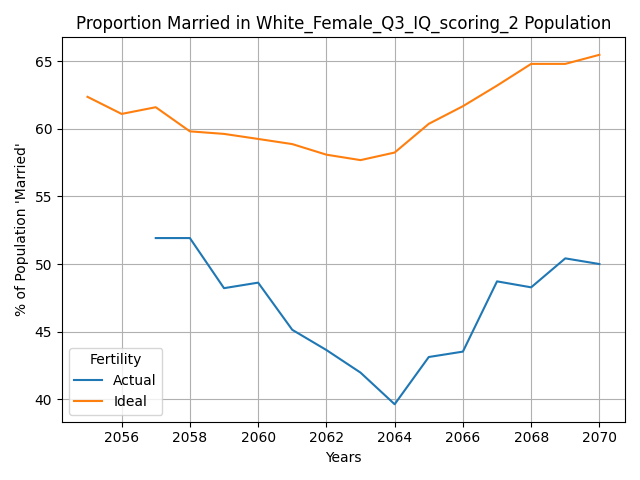 Proportion Married in White_Female_Q3_IQ_scoring_2 Population
% of Population 'Married'
65
60
55
50
45
40
Fertility
Actual
Ideal
2056 2058 2060 2062 2064 2066 2068 2070
Years